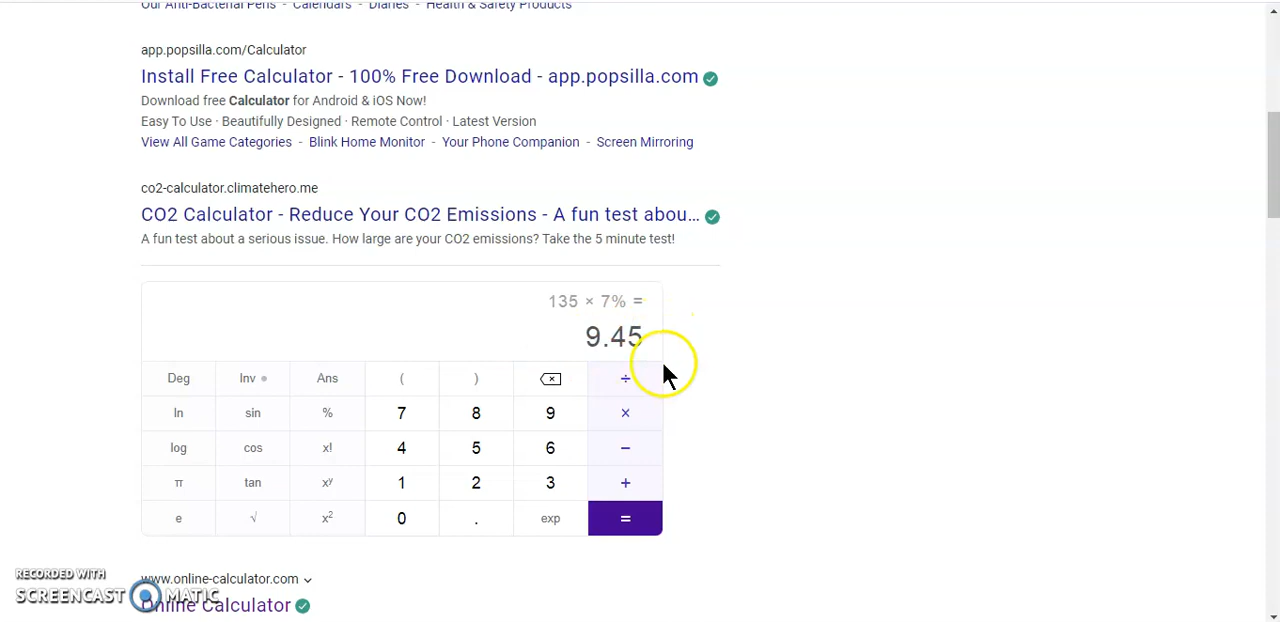 Our Anti-Bacterial Pens - Calendars - Diaries - Health & Safety Products
app.popsilla.com/Calculator
Install Free Calculator - 100% Free Download - app.popsilla.com
Download free Calculator for Android & iOS Now!
Easy To Use · Beautifully Designed · Remote Control · Latest Version
View All Game Categories - Blink Home Monitor - Your Phone Companion - Screen Mirroring
co2-calculator.climatehero.me
CO2 Calculator - Reduce Your CO2 Emissions - A fun test abou...
A fun test about a serious issue. How large are your CO2 emissions? Take the 5 minute test!
135 × 7% =
9.45
Deg Inv Ans ( ) ÷
ln sin % 7 8 9 ×
log cos x! 4 5 6 −
π tan xʸ 1 2 3 +
e √ x² 0 . exp =
www.online-calculator.com
Online Calculator
RECORDED WITH
SCREENCAST MATIC